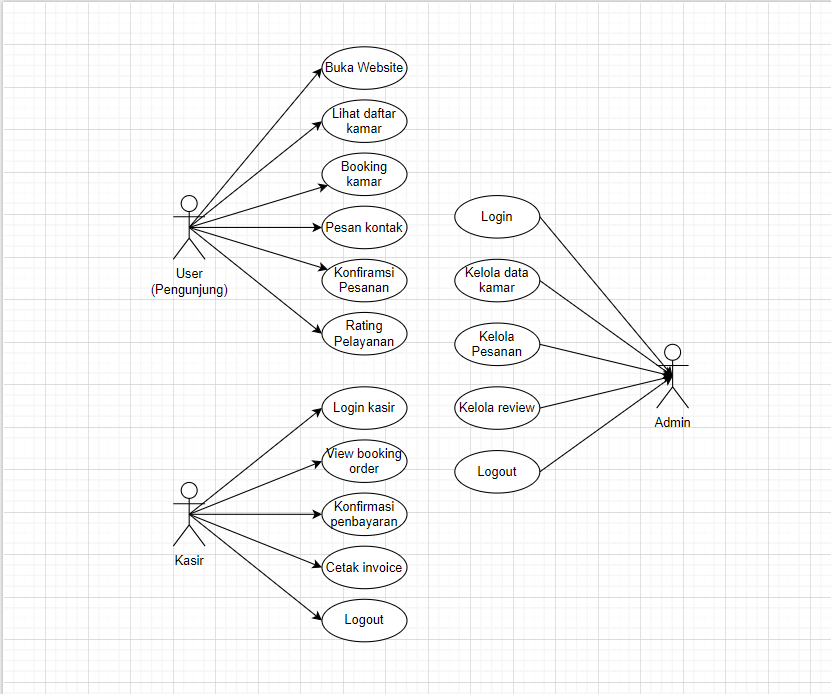 Buka Website
Lihat daftar
kamar
Booking
kamar
Pesan kontak
Konfiramsi
Pesanan
Rating
Pelayanan
User
(Pengunjung)
Login kasir
View booking
order
Konfirmasi
penbayaran
Cetak invoice
Logout
Kasir
Login
Kelola data
kamar
Kelola
Pesanan
Kelola review
Logout
Admin